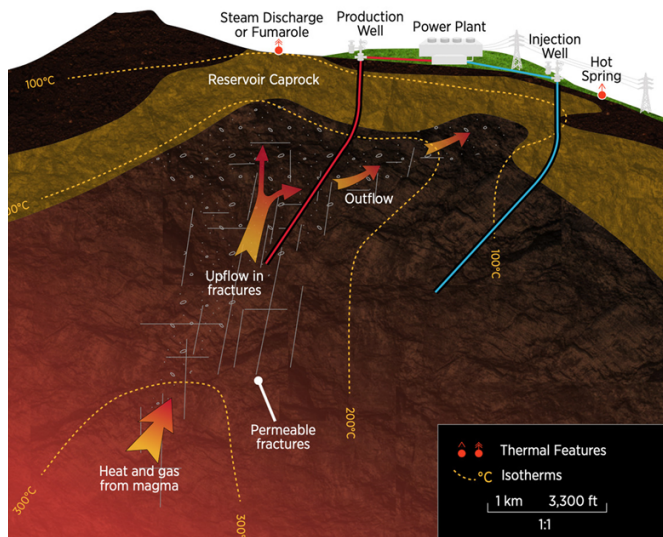 Steam Discharge
or Fumarole
Production
Well
Power Plant
Injection
Well
Hot
Spring
100°C
Reservoir Caprock
00°C
Outflow
Upflow in
fractures
100°C
200°C
Permeable
fractures
Heat and gas
from magma
300°C
300°
Thermal Features
°C Isotherms
1 km 3,300 ft
1:1